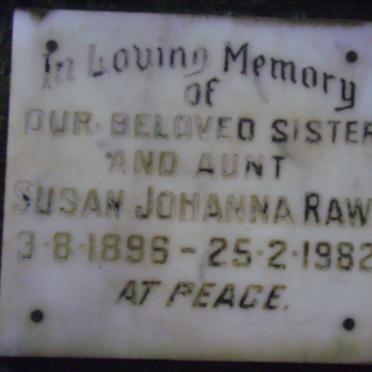 In Loving Memory
of
OUR BELOVED SISTER
AND AUNT
SUSAN JOHANNA RAW
3·8·1896 - 25·2·1982
AT PEACE.